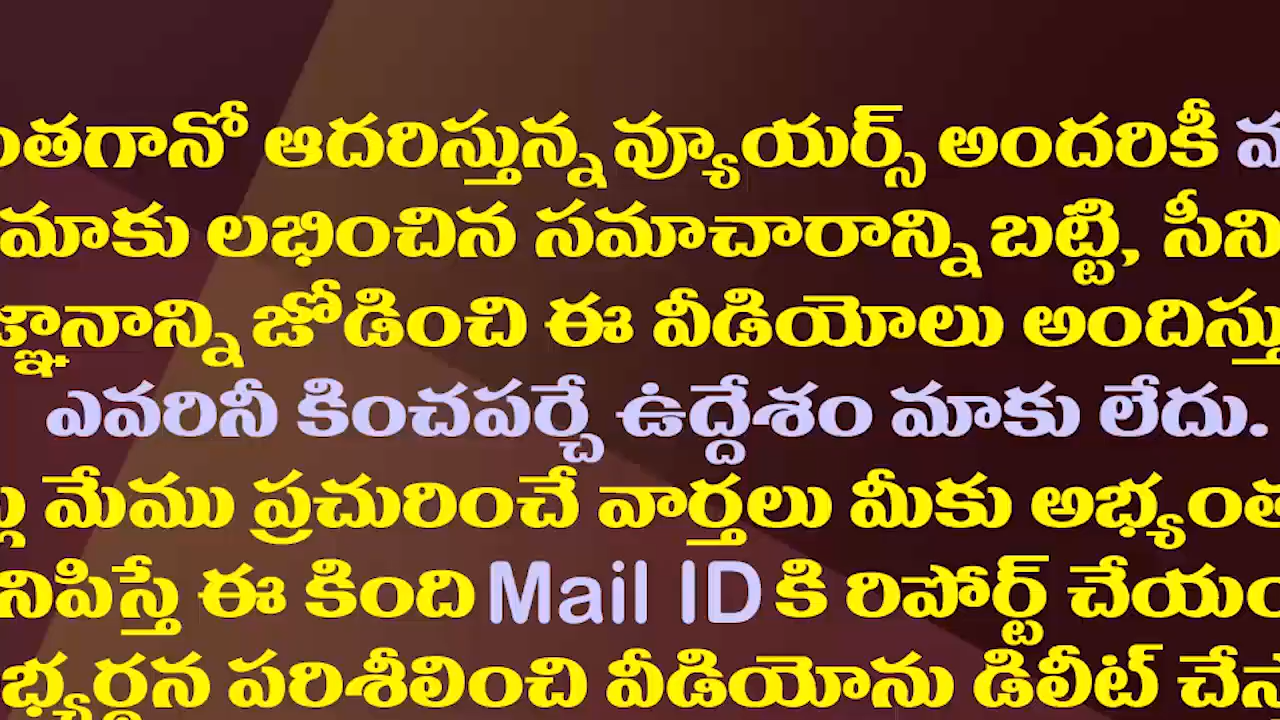 ంతగానో ఆదరిస్తున్న వ్యూయర్స్ అందరికీ
మాకు లభించిన సమాచారాన్ని బట్టి, సీని
జ్ఞానాన్ని జోడించి ఈ వీడియోలు అందిస్తు
ఎవరినీ కించపర్చే ఉద్దేశం మాకు లేదు.
మేము ప్రచురించే వార్తలు మీకు అభ్యంత
నిపిస్తే ఈ కింది Mail ID కి రిపోర్ట్ చేయం
భ్యర్థన పరిశీలించి వీడియోను డిలీట్ చేస